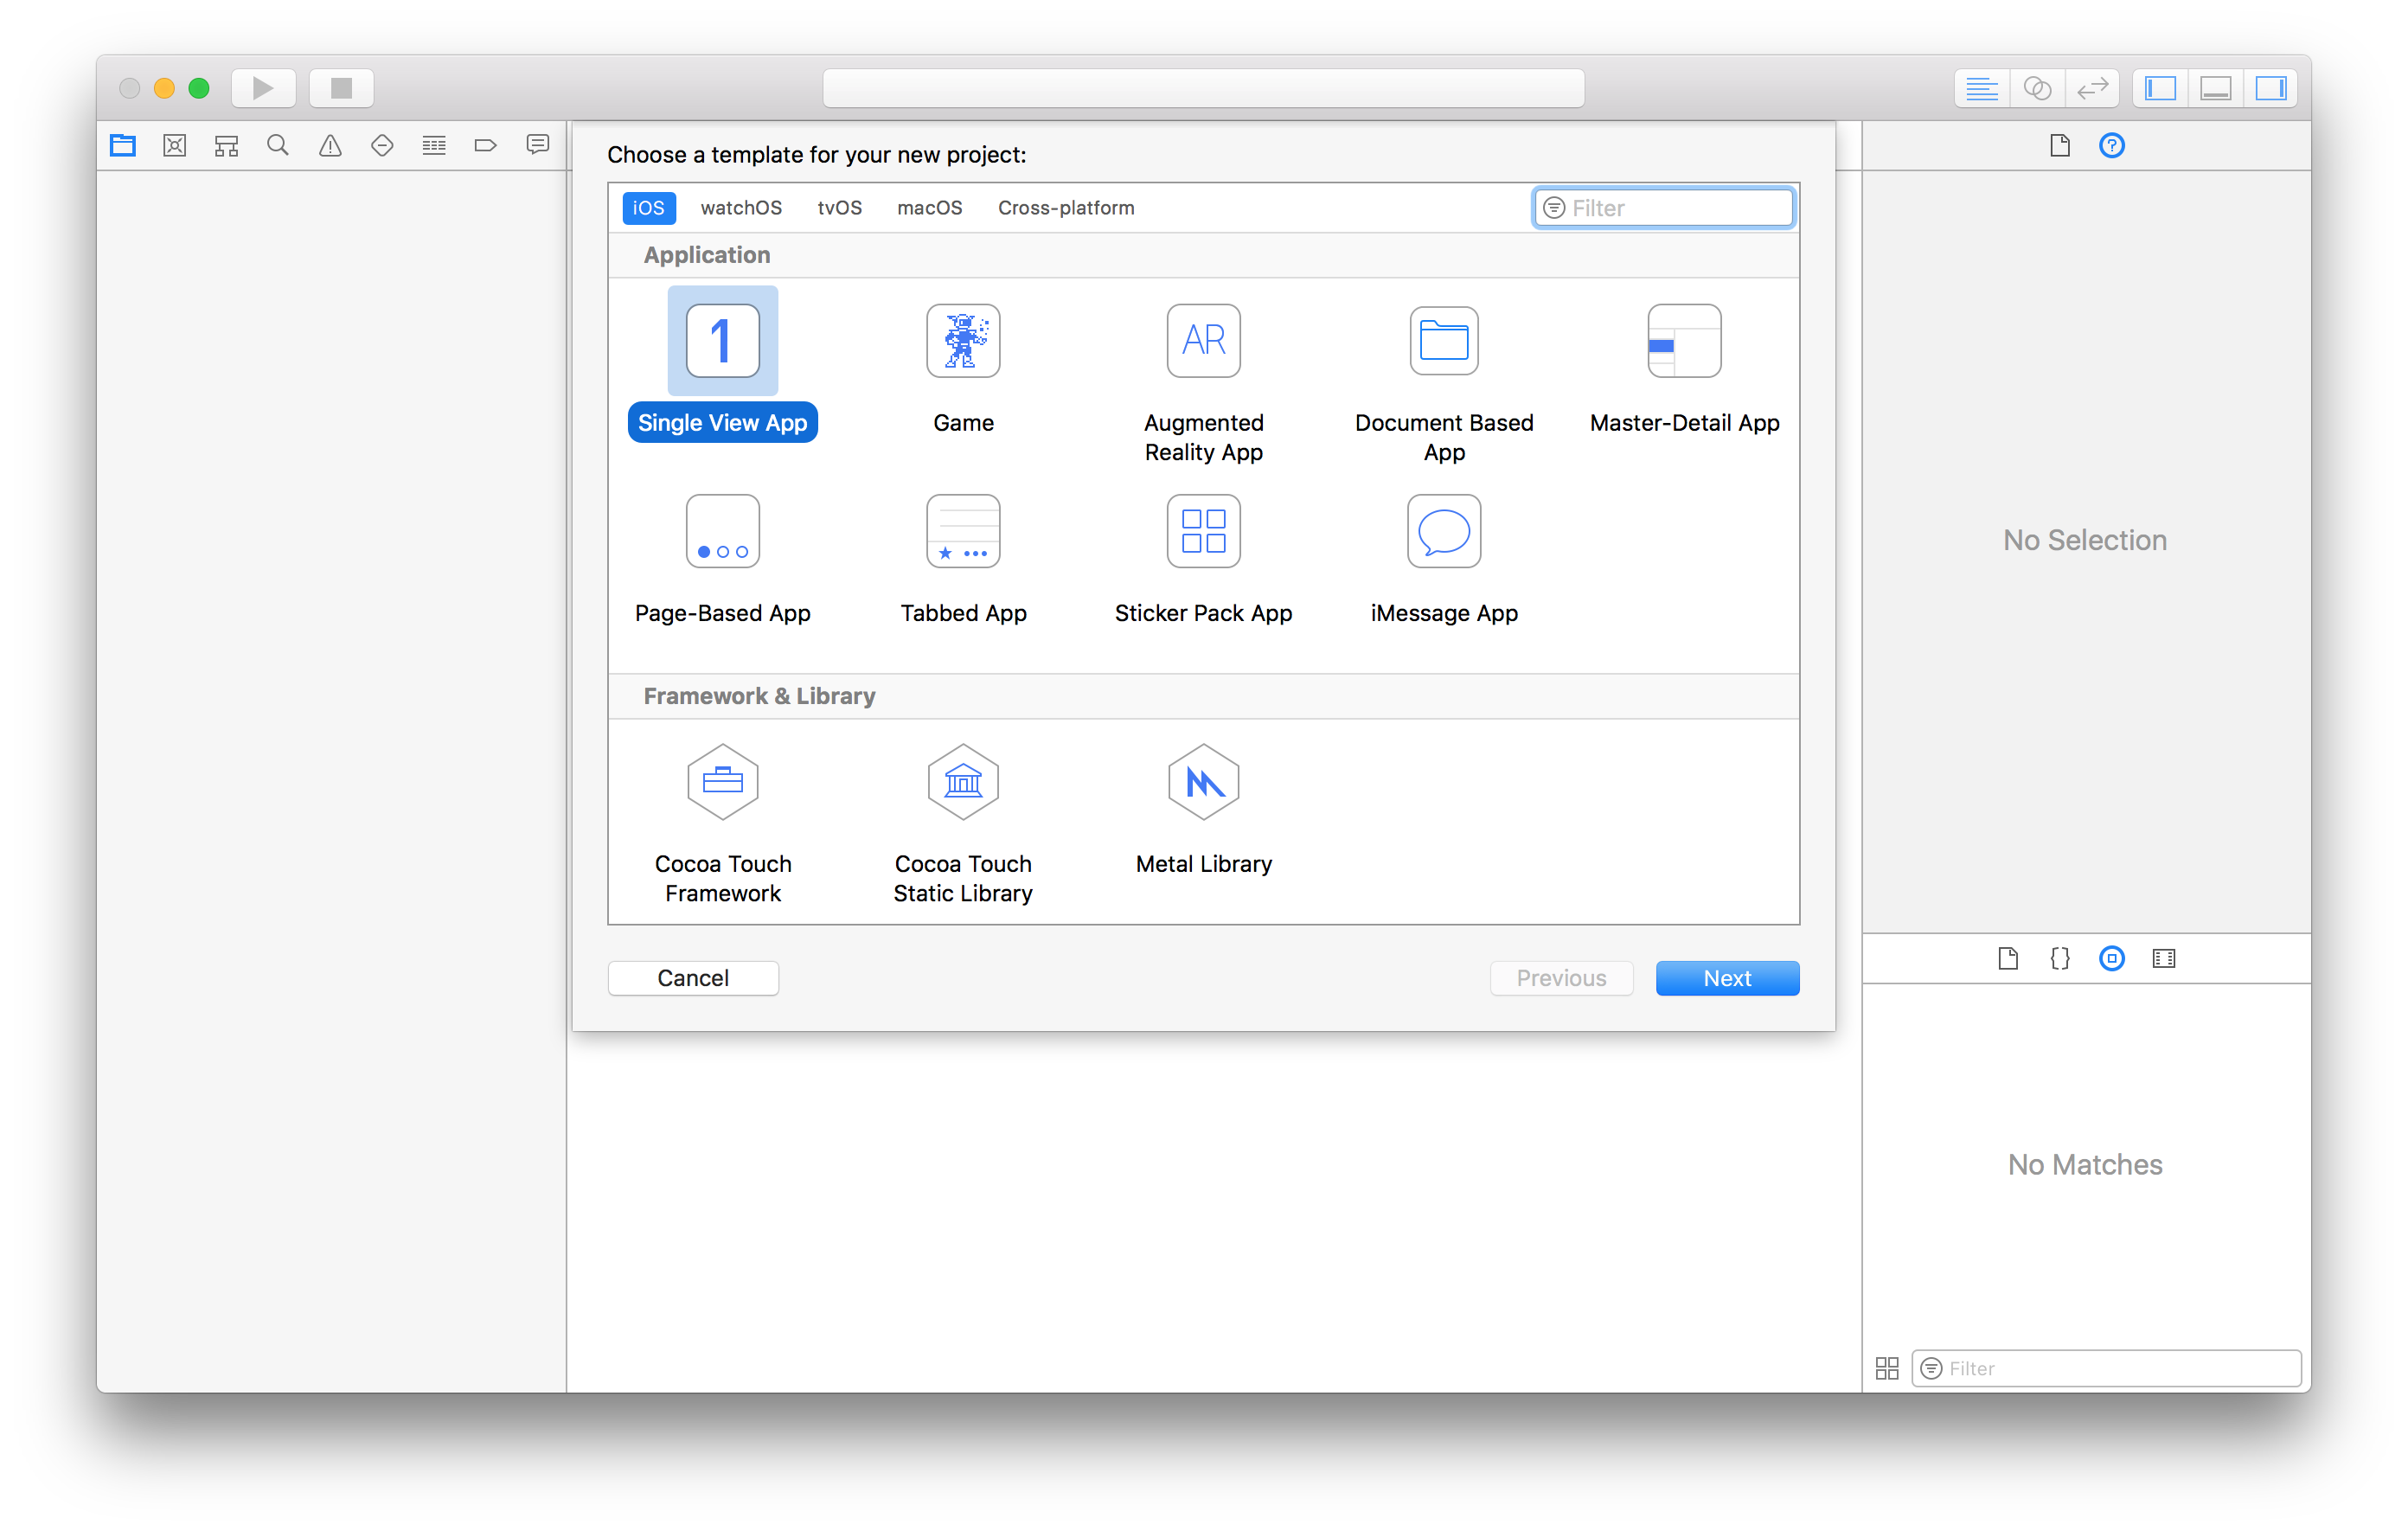 Choose a template for your new project:
iOS watchOS tvOS macOS Cross-platform Filter
Application
1
AR
Single View App Game Augmented Reality App Document Based App Master-Detail App
Page-Based App Tabbed App Sticker Pack App iMessage App
Framework & Library
Cocoa Touch Framework Cocoa Touch Static Library Metal Library
Cancel Previous Next
No Selection
No Matches
Filter